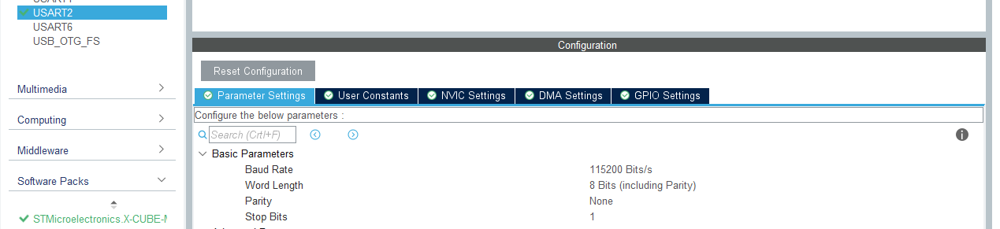 USART2
USART6
USB_OTG_FS
Multimedia
Computing
Middleware
Software Packs
STMicroelectronics.X-CUBE-M
Configuration
Reset Configuration
Parameter Settings User Constants NVIC Settings DMA Settings GPIO Settings
Configure the below parameters :
Search (Crtl+F)
Basic Parameters
Baud Rate 115200 Bits/s
Word Length 8 Bits (including Parity)
Parity None
Stop Bits 1